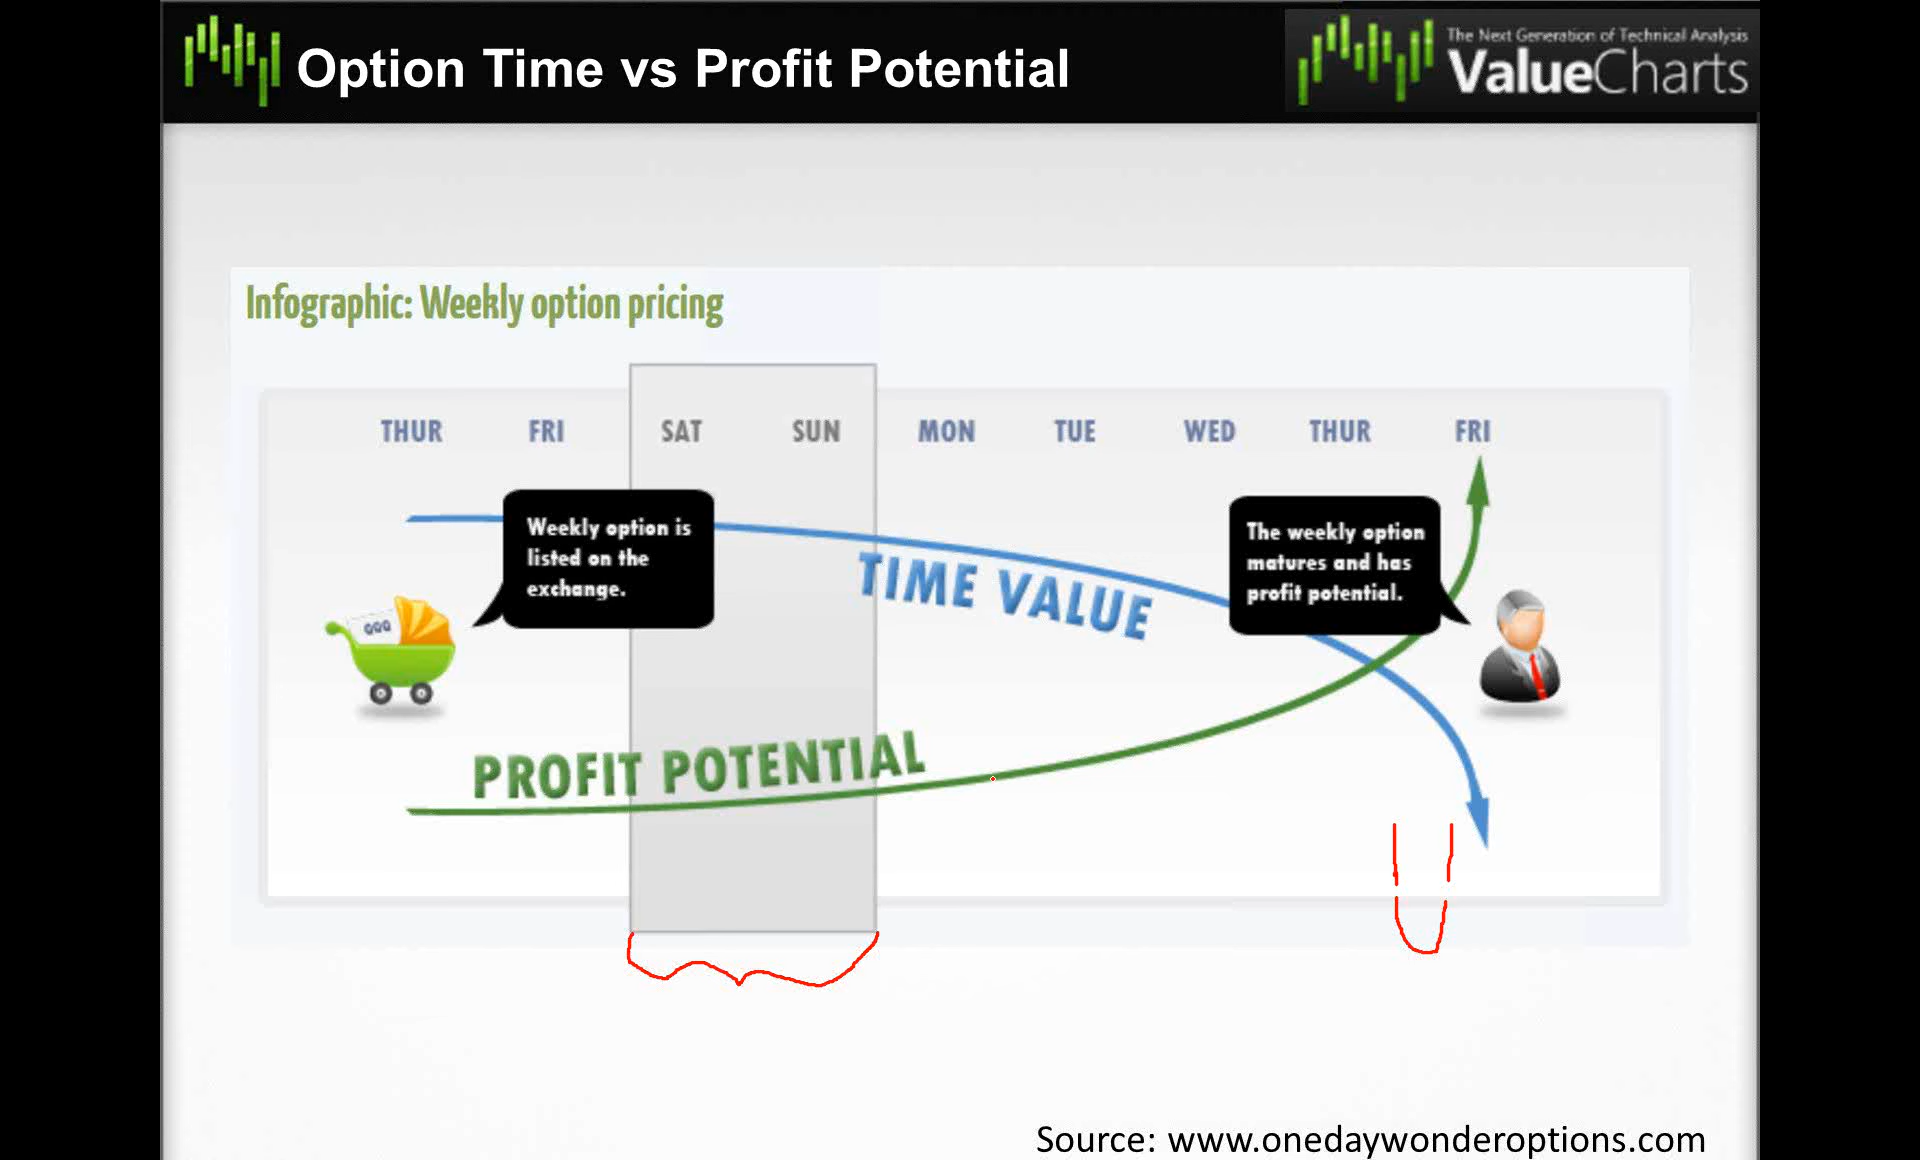 Option Time vs Profit Potential
The Next Generation of Technical Analysis
ValueCharts
Infographic: Weekly option pricing
THUR FRI SAT SUN MON TUE WED THUR FRI
Weekly option is
listed on the
exchange.
The weekly option
matures and has
profit potential.
TIME VALUE
QQQ
PROFIT POTENTIAL
Source: www.onedaywonderoptions.com